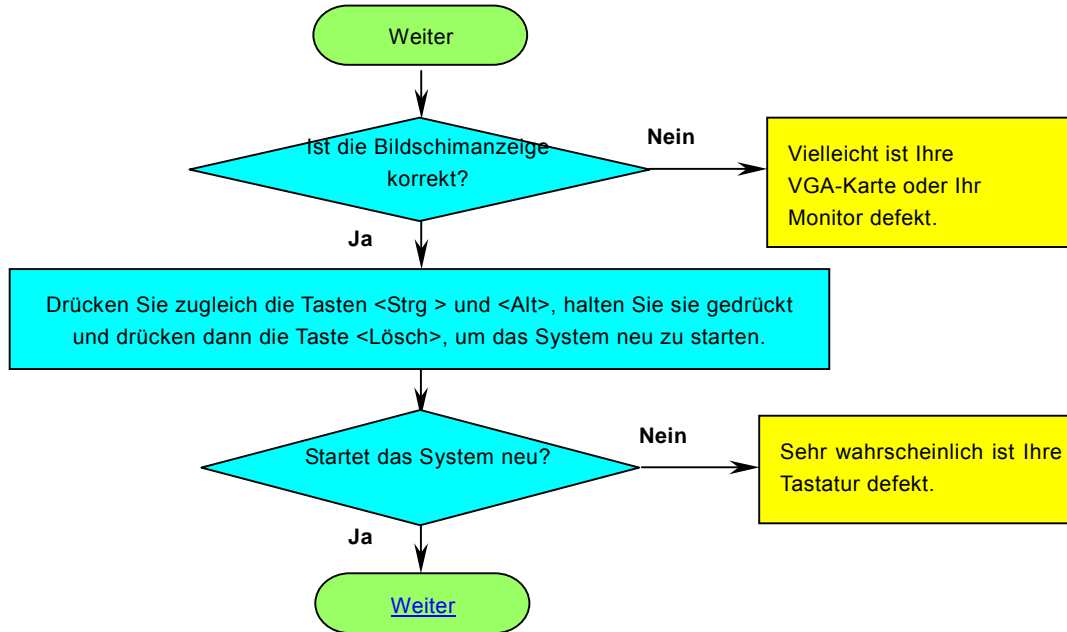 Weiter
Ist die Bildschimanzeige
korrekt?
Nein
Vielleicht ist Ihre
VGA-Karte oder Ihr
Monitor defekt.
Ja
Drücken Sie zugleich die Tasten <Strg > und <Alt>, halten Sie sie gedrückt
und drücken dann die Taste <Lösch>, um das System neu zu starten.
Startet das System neu?
Nein
Sehr wahrscheinlich ist Ihre
Tastatur defekt.
Ja
Weiter